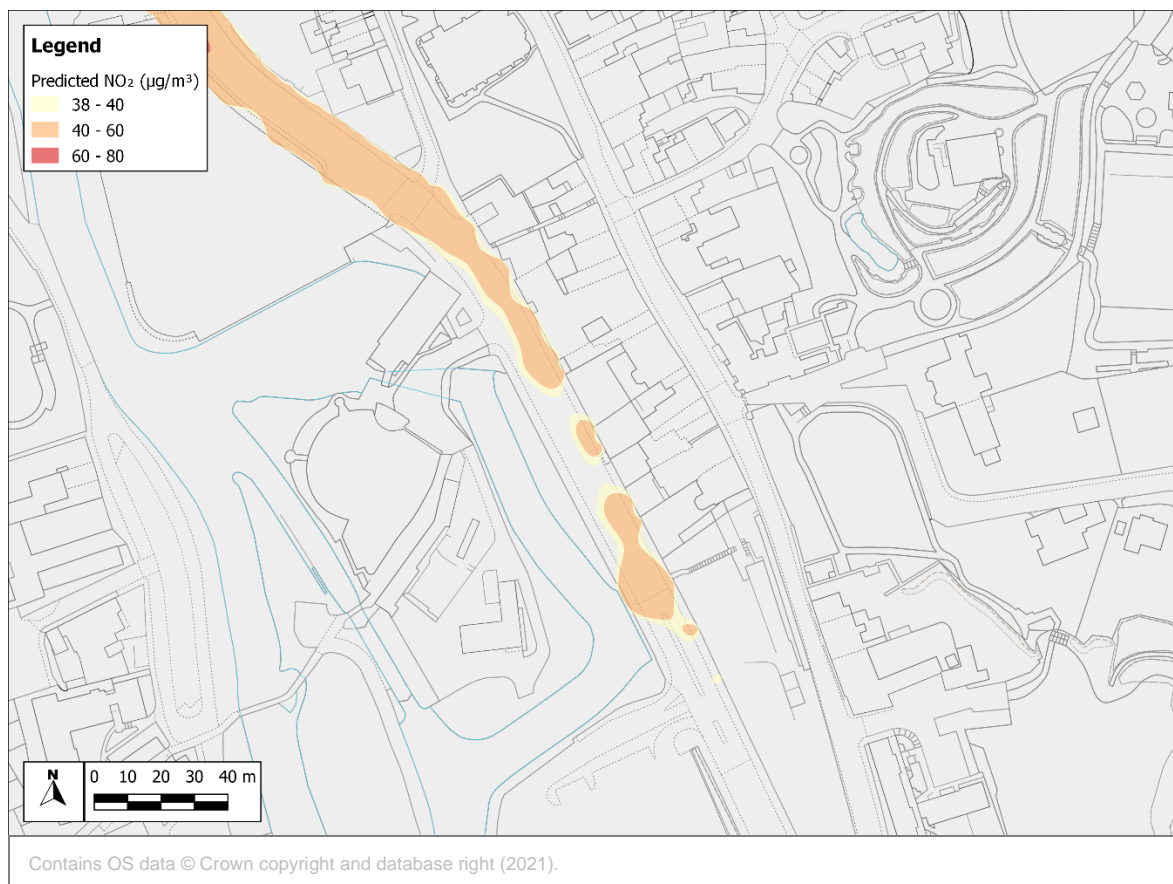 Legend
Predicted NO₂ (µg/m³)
38 - 40
40 - 60
60 - 80
N
0 10 20 30 40 m
Contains OS data © Crown copyright and database right (2021).